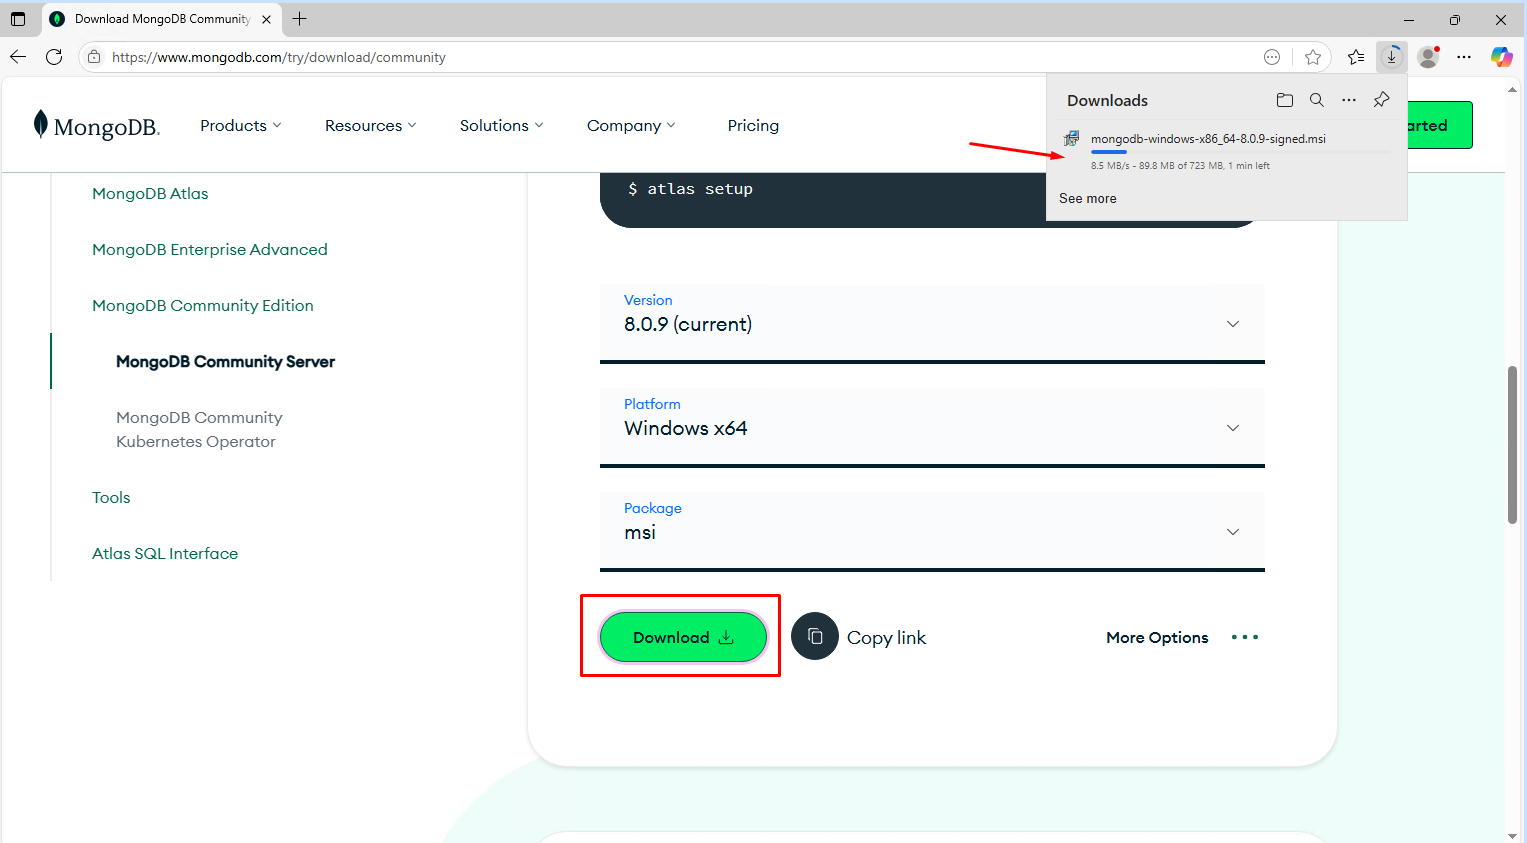 Download MongoDB Community
https://www.mongodb.com/try/download/community
Downloads
mongodb-windows-x86_64-8.0.9-signed.msi
8.5 MB/s - 89.8 MB of 723 MB, 1 min left
See more
MongoDB.
Products
Resources
Solutions
Company
Pricing
arted
MongoDB Atlas
MongoDB Enterprise Advanced
MongoDB Community Edition
MongoDB Community Server
MongoDB Community
Kubernetes Operator
Tools
Atlas SQL Interface
$ atlas setup
Version
8.0.9 (current)
Platform
Windows x64
Package
msi
Download
Copy link
More Options